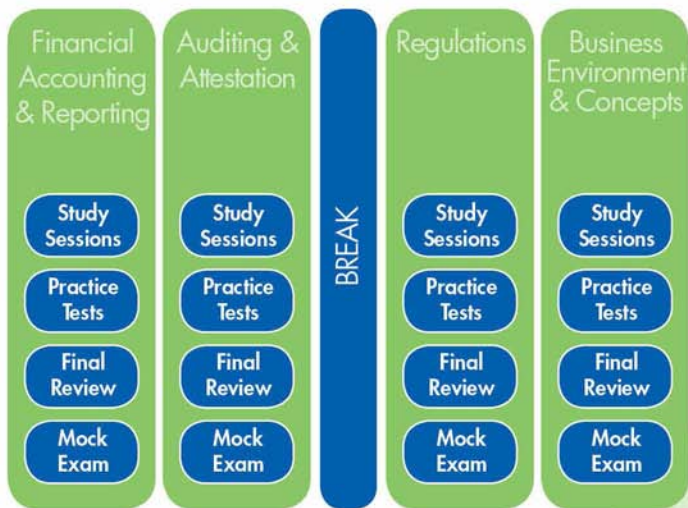 Financial
Accounting
& Reporting
Study
Sessions
Practice
Tests
Final
Review
Mock
Exam
Auditing &
Attestation
Study
Sessions
Practice
Tests
Final
Review
Mock
Exam
BREAK
Regulations
Study
Sessions
Practice
Tests
Final
Review
Mock
Exam
Business
Environment
& Concepts
Study
Sessions
Practice
Tests
Final
Review
Mock
Exam